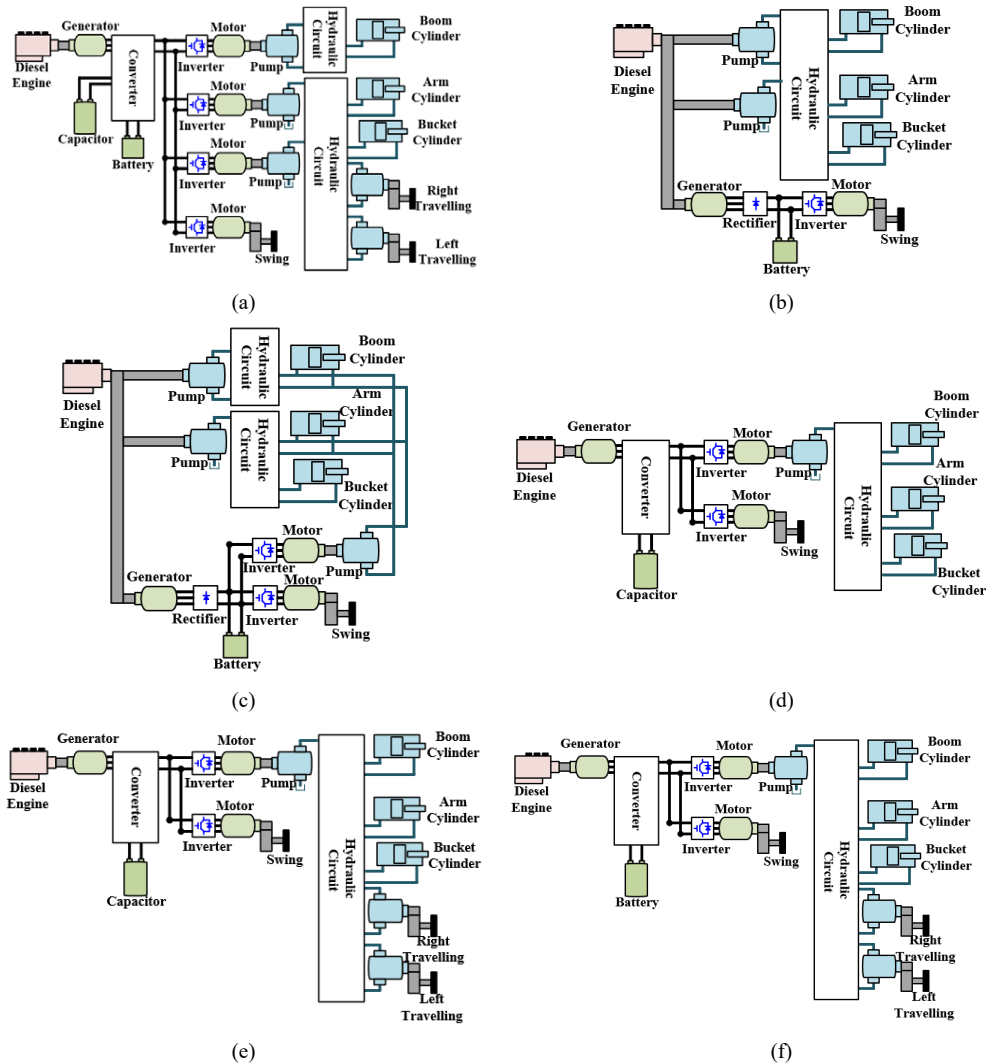 Diesel
Engine
Generator
Converter
Capacitor
Battery
Inverter
Motor
Pump
Hydraulic
Circuit
Boom
Cylinder
Inverter
Motor
Pump
Hydraulic
Circuit
Arm
Cylinder
Bucket
Cylinder
Inverter
Motor
Pump
Right
Travelling
Motor
Inverter
Swing
Left
Travelling
(a)
Diesel
Engine
Pump
Pump
Hydraulic
Circuit
Boom
Cylinder
Arm
Cylinder
Bucket
Cylinder
Generator
Rectifier
Inverter
Motor
Swing
Battery
(b)
Diesel
Engine
Pump
Hydraulic
Circuit
Boom
Cylinder
Arm
Cylinder
Pump
Hydraulic
Circuit
Bucket
Cylinder
Motor
Inverter
Pump
Generator
Rectifier
Motor
Inverter
Swing
Battery
(c)
Diesel
Engine
Generator
Converter
Capacitor
Inverter
Motor
Pump
Motor
Inverter
Swing
Hydraulic
Circuit
Boom
Cylinder
Arm
Cylinder
Bucket
Cylinder
(d)
Diesel
Engine
Generator
Converter
Capacitor
Inverter
Motor
Pump
Motor
Inverter
Swing
Hydraulic
Circuit
Boom
Cylinder
Arm
Cylinder
Bucket
Cylinder
Right
Travelling
Left
Travelling
(e)
Diesel
Engine
Generator
Converter
Battery
Inverter
Motor
Pump
Motor
Inverter
Swing
Hydraulic
Circuit
Boom
Cylinder
Arm
Cylinder
Bucket
Cylinder
Right
Travelling
Left
Travelling
(f)